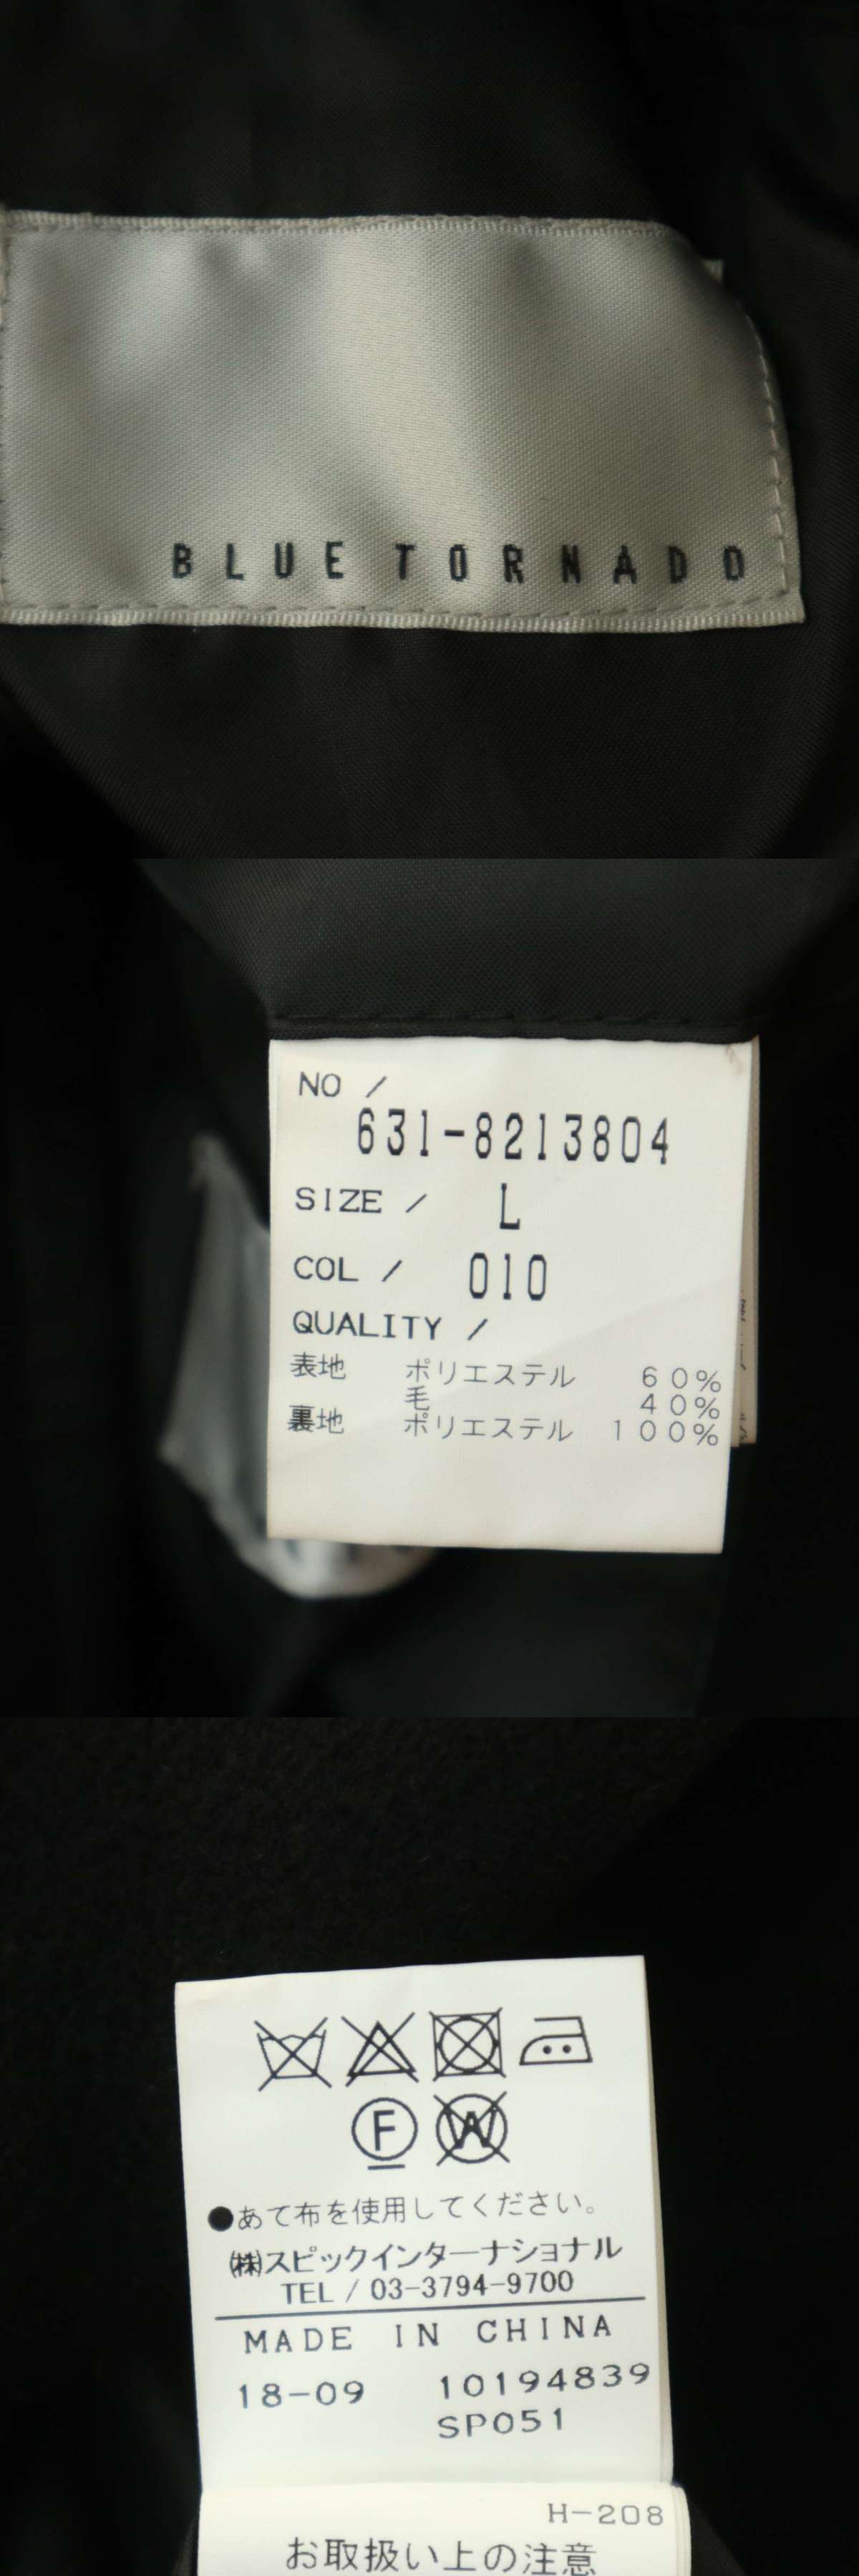 BLUE TORNADO
NO /
631-8213804
SIZE / L
COL / 010
QUALITY /
表地 ポリエステル 60%
毛 40%
裏地 ポリエステル 100%
F W
●あて布を使用してください。
㈱スピックインターナショナル
TEL / 03-3794-9700
MADE IN CHINA
18-09 10194839
SP051
H-208
お取扱い上の注意